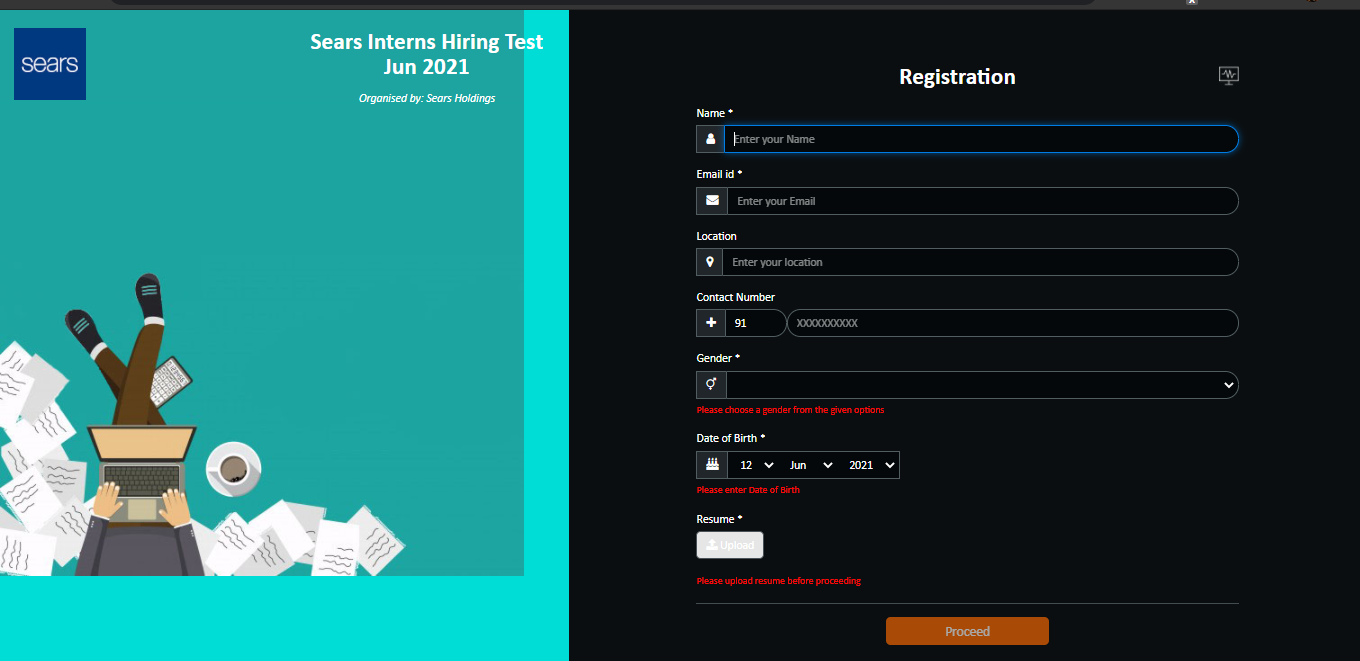 sears
Sears Interns Hiring Test
Jun 2021
Organised by: Sears Holdings
Registration
Name *
Enter your Name
Email id *
Enter your Email
Location
Enter your location
Contact Number
91 XXXXXXXXXX
Gender *
Please choose a gender from the given options
Date of Birth *
12 Jun 2021
Please enter Date of Birth
Resume *
Upload
Please upload resume before proceeding
Proceed